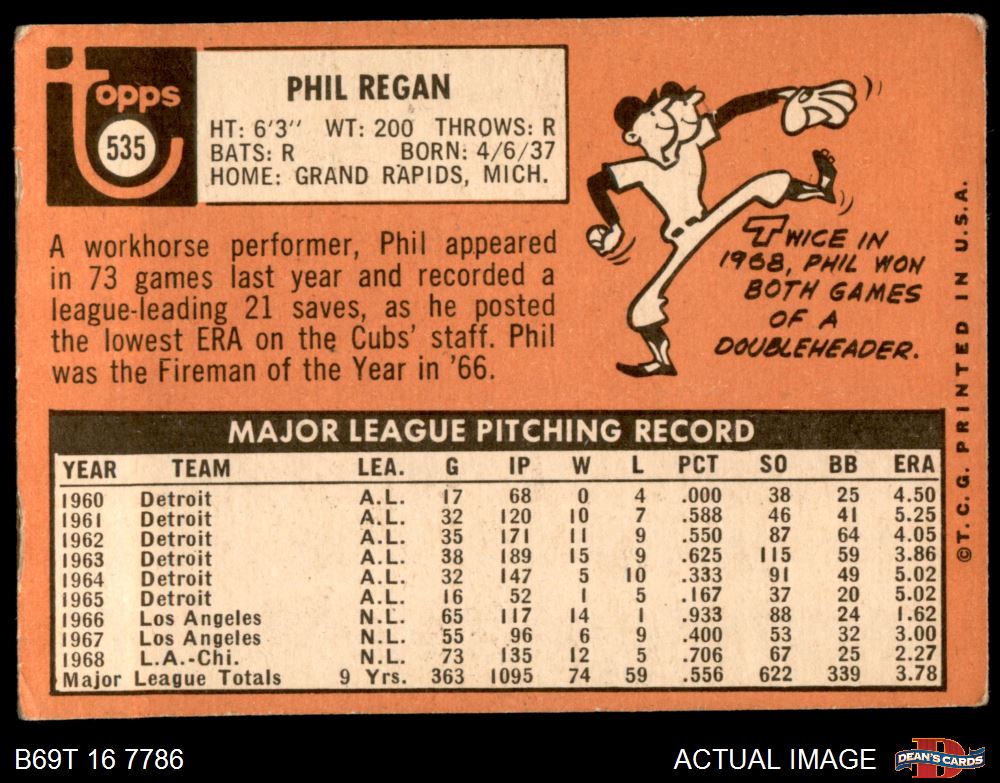 topps
535
PHIL REGAN
HT: 6'3" WT: 200 THROWS: R
BATS: R BORN: 4/6/37
HOME: GRAND RAPIDS, MICH.
A workhorse performer, Phil appeared
in 73 games last year and recorded a
league-leading 21 saves, as he posted
the lowest ERA on the Cubs' staff. Phil
was the Fireman of the Year in '66.
TWICE IN
1968, PHIL WON
BOTH GAMES
OF A
DOUBLEHEADER.
©T.C.G. PRINTED IN U.S.A.
MAJOR LEAGUE PITCHING RECORD
YEAR TEAM LEA. G IP W L PCT SO BB ERA
1960 Detroit A.L. 17 68 0 4 .000 38 25 4.50
1961 Detroit A.L. 32 120 10 7 .588 46 41 5.25
1962 Detroit A.L. 35 171 11 9 .550 87 64 4.05
1963 Detroit A.L. 38 189 15 9 .625 115 59 3.86
1964 Detroit A.L. 32 147 5 10 .333 91 49 5.02
1965 Detroit A.L. 16 52 1 5 .167 37 20 5.02
1966 Los Angeles N.L. 65 117 14 1 .933 88 24 1.62
1967 Los Angeles N.L. 55 96 6 9 .400 53 32 3.00
1968 L.A.-Chi. N.L. 73 135 12 5 .706 67 25 2.27
Major League Totals 9 Yrs. 363 1095 74 59 .556 622 339 3.78
B69T 16 7786
ACTUAL IMAGE
D
DEAN'S CARDS